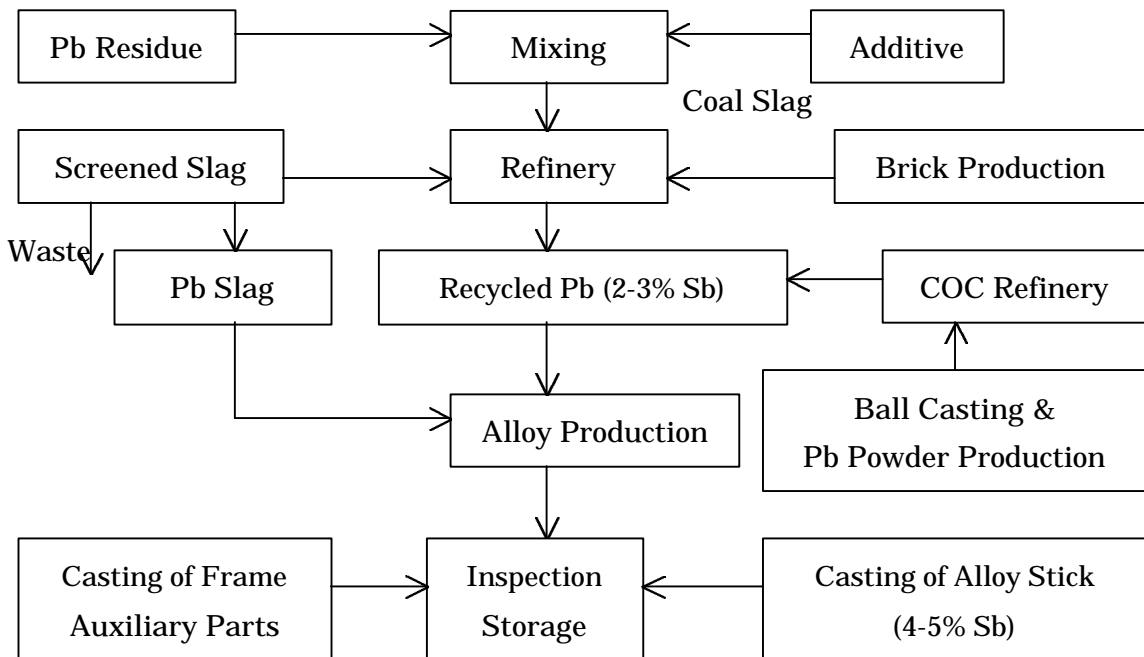 Pb Residue
Mixing
Additive
Coal Slag
Screened Slag
Refinery
Brick Production
Waste
Pb Slag
Recycled Pb (2-3% Sb)
COC Refinery
Alloy Production
Ball Casting &
Pb Powder Production
Casting of Frame
Auxiliary Parts
Inspection
Storage
Casting of Alloy Stick
(4-5% Sb)